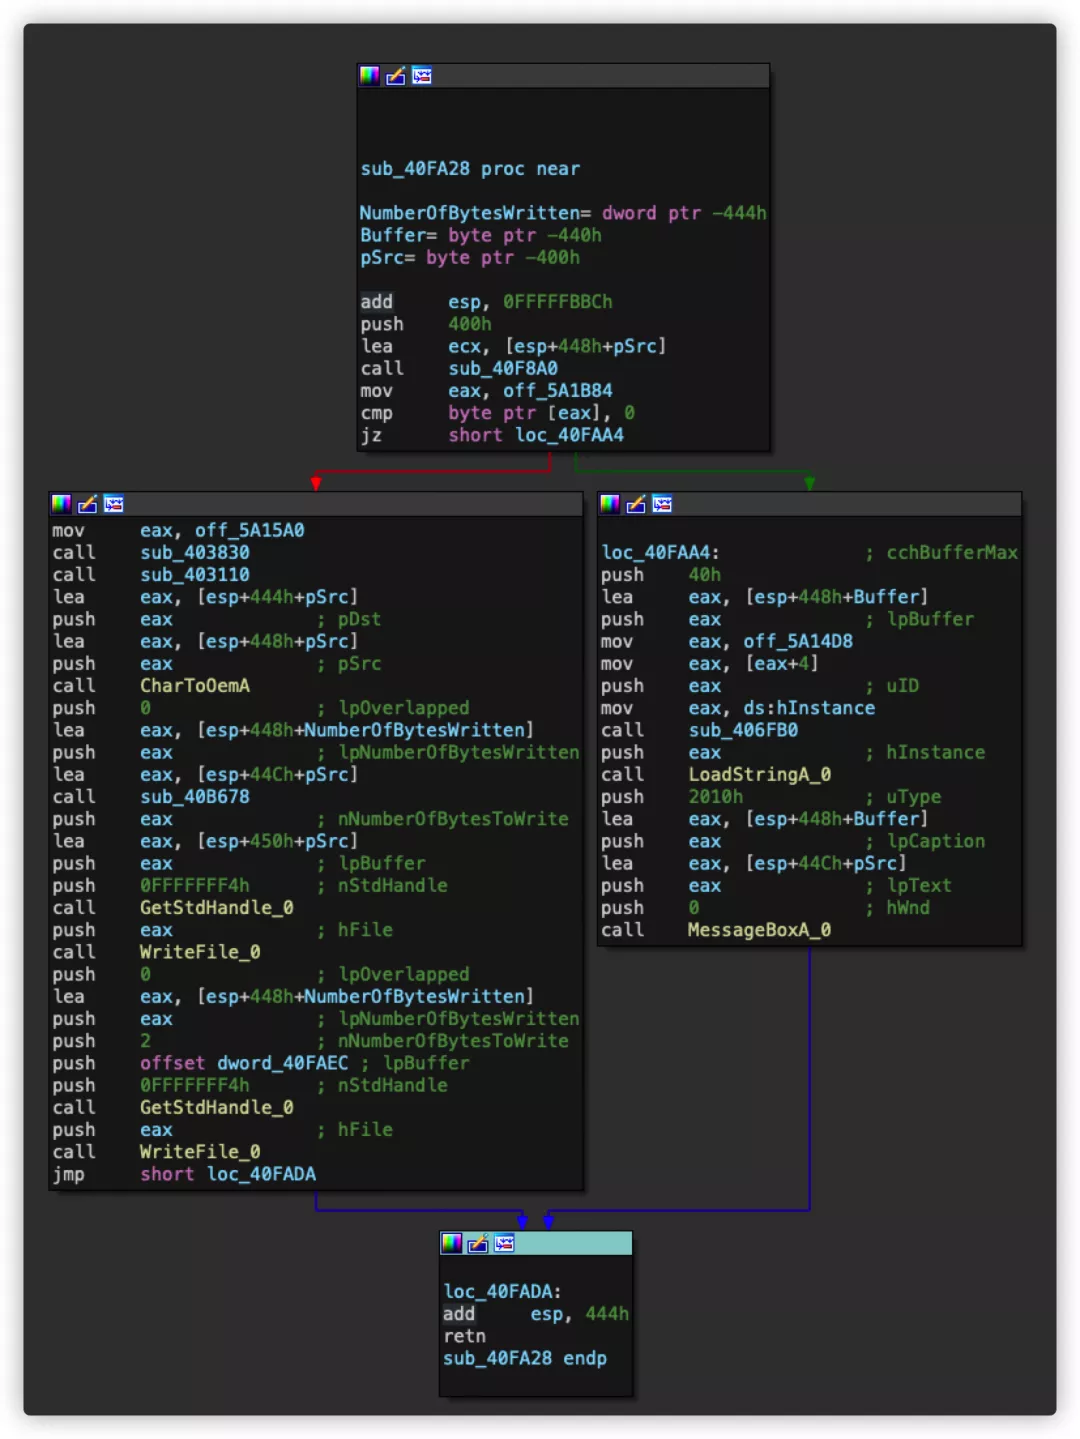 sub_40FA28 proc near
NumberOfBytesWritten= dword ptr -444h
Buffer= byte ptr -440h
pSrc= byte ptr -400h
add esp, 0FFFFFBBCh
push 400h
lea ecx, [esp+448h+pSrc]
call sub_40F8A0
mov eax, off_5A1B84
cmp byte ptr [eax], 0
jz short loc_40FAA4
mov eax, off_5A15A0
call sub_403830
call sub_403110
lea eax, [esp+444h+pSrc]
push eax ; pDst
lea eax, [esp+448h+pSrc]
push eax ; pSrc
call CharToOemA
push 0 ; lpOverlapped
lea eax, [esp+448h+NumberOfBytesWritten]
push eax ; lpNumberOfBytesWritten
lea eax, [esp+44Ch+pSrc]
call sub_40B678
push eax ; nNumberOfBytesToWrite
lea eax, [esp+450h+pSrc]
push eax ; lpBuffer
push 0FFFFFFF4h ; nStdHandle
call GetStdHandle_0
push eax ; hFile
call WriteFile_0
push 0 ; lpOverlapped
lea eax, [esp+448h+NumberOfBytesWritten]
push eax ; lpNumberOfBytesWritten
push 2 ; nNumberOfBytesToWrite
push offset dword_40FAEC ; lpBuffer
push 0FFFFFFF4h ; nStdHandle
call GetStdHandle_0
push eax ; hFile
call WriteFile_0
jmp short loc_40FADA
loc_40FAA4: ; cchBufferMax
push 40h
lea eax, [esp+448h+Buffer]
push eax ; lpBuffer
mov eax, off_5A14D8
mov eax, [eax+4]
push eax ; uID
mov eax, ds:hInstance
call sub_406FB0
push eax ; hInstance
call LoadStringA_0
push 2010h ; uType
lea eax, [esp+448h+Buffer]
push eax ; lpCaption
lea eax, [esp+44Ch+pSrc]
push eax ; lpText
push 0 ; hWnd
call MessageBoxA_0
loc_40FADA:
add esp, 444h
retn
sub_40FA28 endp